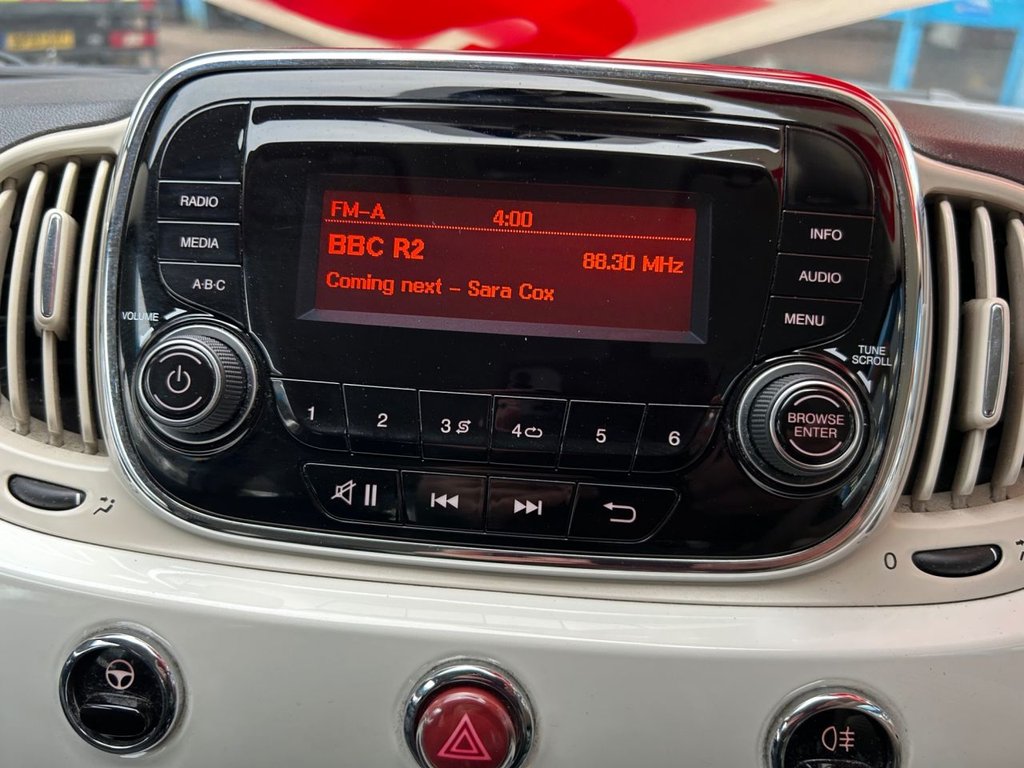 RADIO
MEDIA
A·B·C
VOLUME
FM-A 4:00
BBC R2 88.30 MHz
Coming next - Sara Cox
INFO
AUDIO
MENU
TUNE
SCROLL
BROWSE
ENTER
1 2 3 4 5 6
0